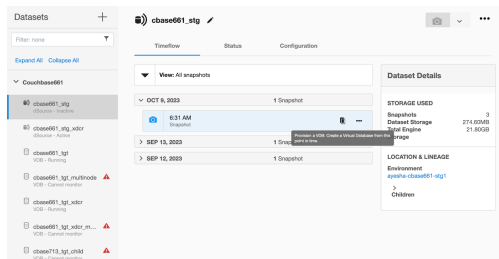 Datasets
Filter: none
Expand All Collapse All
Couchbase661
cbase661_stg
dSource - Inactive
cbase661_stg_xdcr
dSource - Active
cbase661_tgt
VDB - Running
cbase661_tgt_multinode
VDB - Cannot monitor
cbase661_tgt_xdcr
VDB - Running
cbase661_tgt_xdcr_m...
VDB - Cannot monitor
cbase713_tgt_child
VDB - Cannot monitor
cbase661_stg
Timeflow Status Configuration
View: All snapshots
OCT 9, 2023 1 Snapshot
6:31 AM
Snapshot
Provision a VDB: Create a Virtual Database from this
point in time
SEP 13, 2023 1 Snap
SEP 12, 2023 1 Snapshot
Dataset Details
STORAGE USED
Snapshots 3
Dataset Storage 274.60MB
Total Engine 21.80GB
Storage
LOCATION & LINEAGE
Environment
ayesha-cbase661-stg1
Children